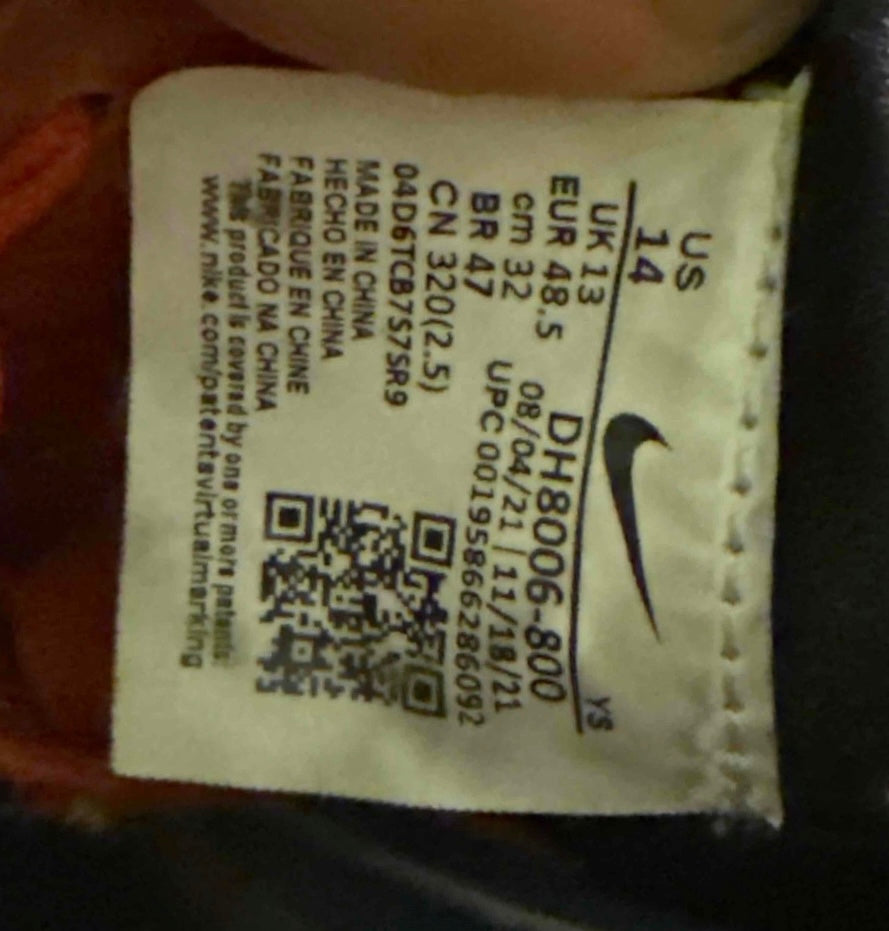 US
14
YS
UK 13
EUR 48.5
cm 32
BR 47
CN 320(2.5)
DH8006-800
08/04/21 | 11/18/21
UPC 00195866286092
04D6TCB7S7SR9
MADE IN CHINA
HECHO EN CHINA
FABRIQUE EN CHINE
FABRICADO NA CHINA
This product is covered by one or more patents:
www.nike.com/patentsvirtualmarking